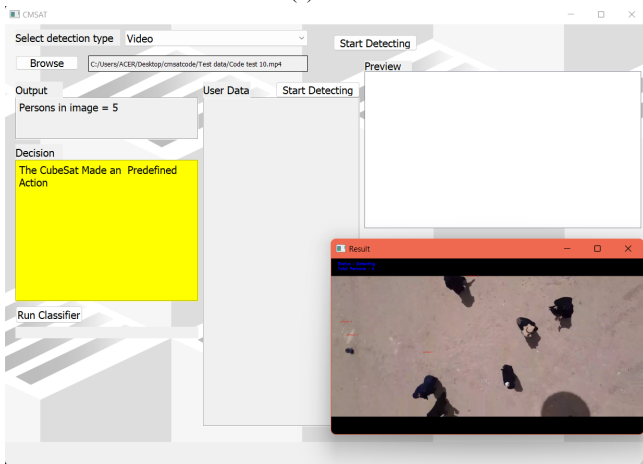 CMSAT
Select detection type Video
Start Detecting
Browse C:/Users/ACER/Desktop/cmsatcode/Test data/Code test 10.mp4
Preview
Output
User Data
Start Detecting
Persons in image = 5
Decision
The CubeSat Made an Predefined
Action
Result
Run Classifier